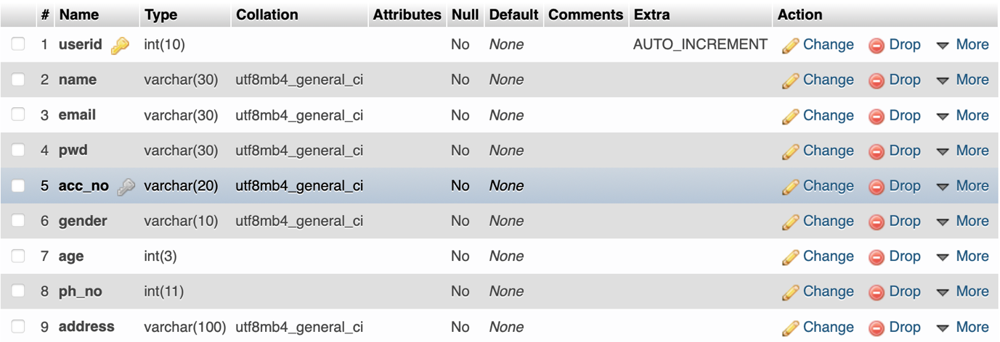 # Name Type Collation Attributes Null Default Comments Extra Action
1 userid int(10) No None AUTO_INCREMENT Change Drop More
2 name varchar(30) utf8mb4_general_ci No None Change Drop More
3 email varchar(30) utf8mb4_general_ci No None Change Drop More
4 pwd varchar(30) utf8mb4_general_ci No None Change Drop More
5 acc_no varchar(20) utf8mb4_general_ci No None Change Drop More
6 gender varchar(10) utf8mb4_general_ci No None Change Drop More
7 age int(3) No None Change Drop More
8 ph_no int(11) No None Change Drop More
9 address varchar(100) utf8mb4_general_ci No None Change Drop More